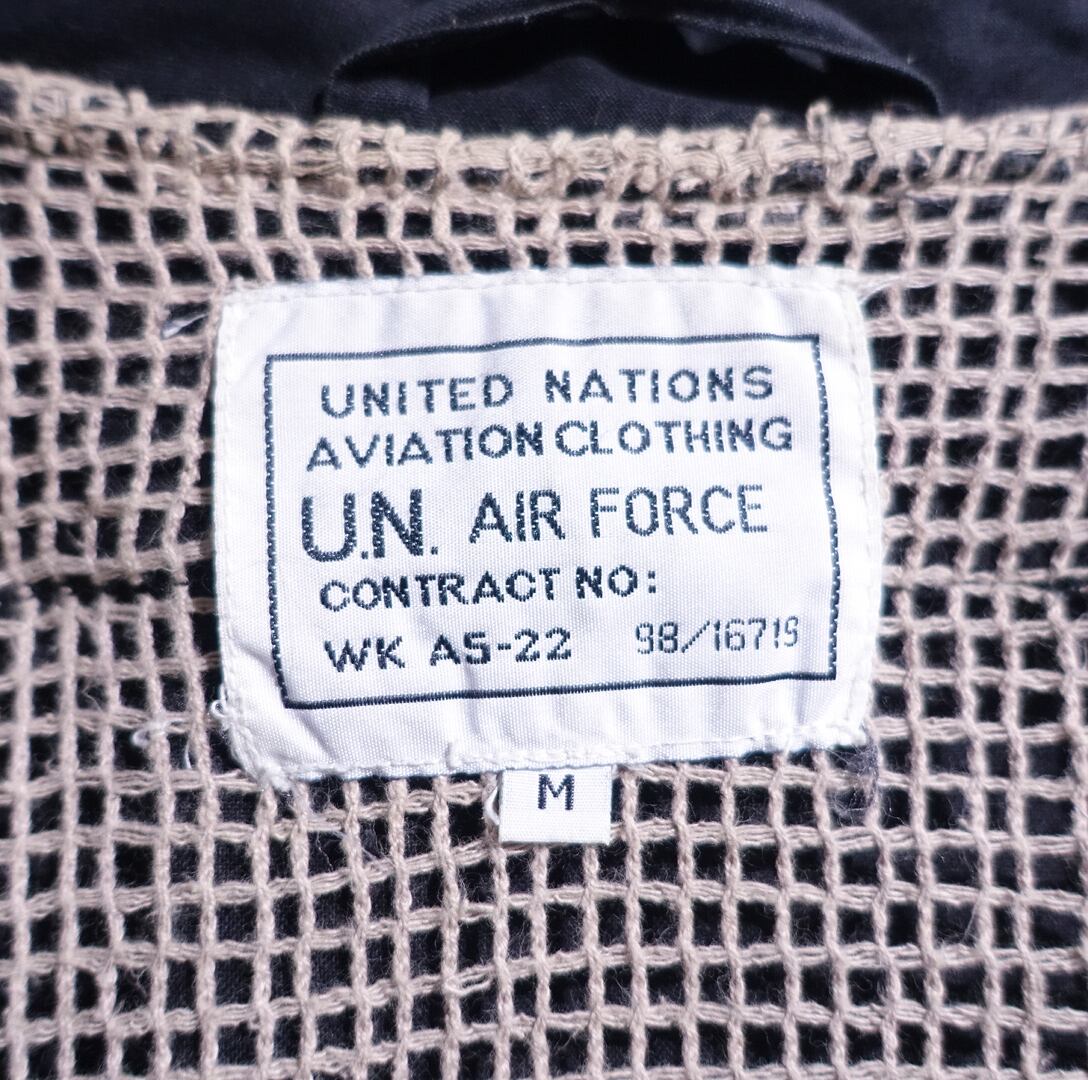 UNITED NATIONS
AVIATION CLOTHING
U.N. AIR FORCE
CONTRACT NO:
WK AS-22 98/16719
M